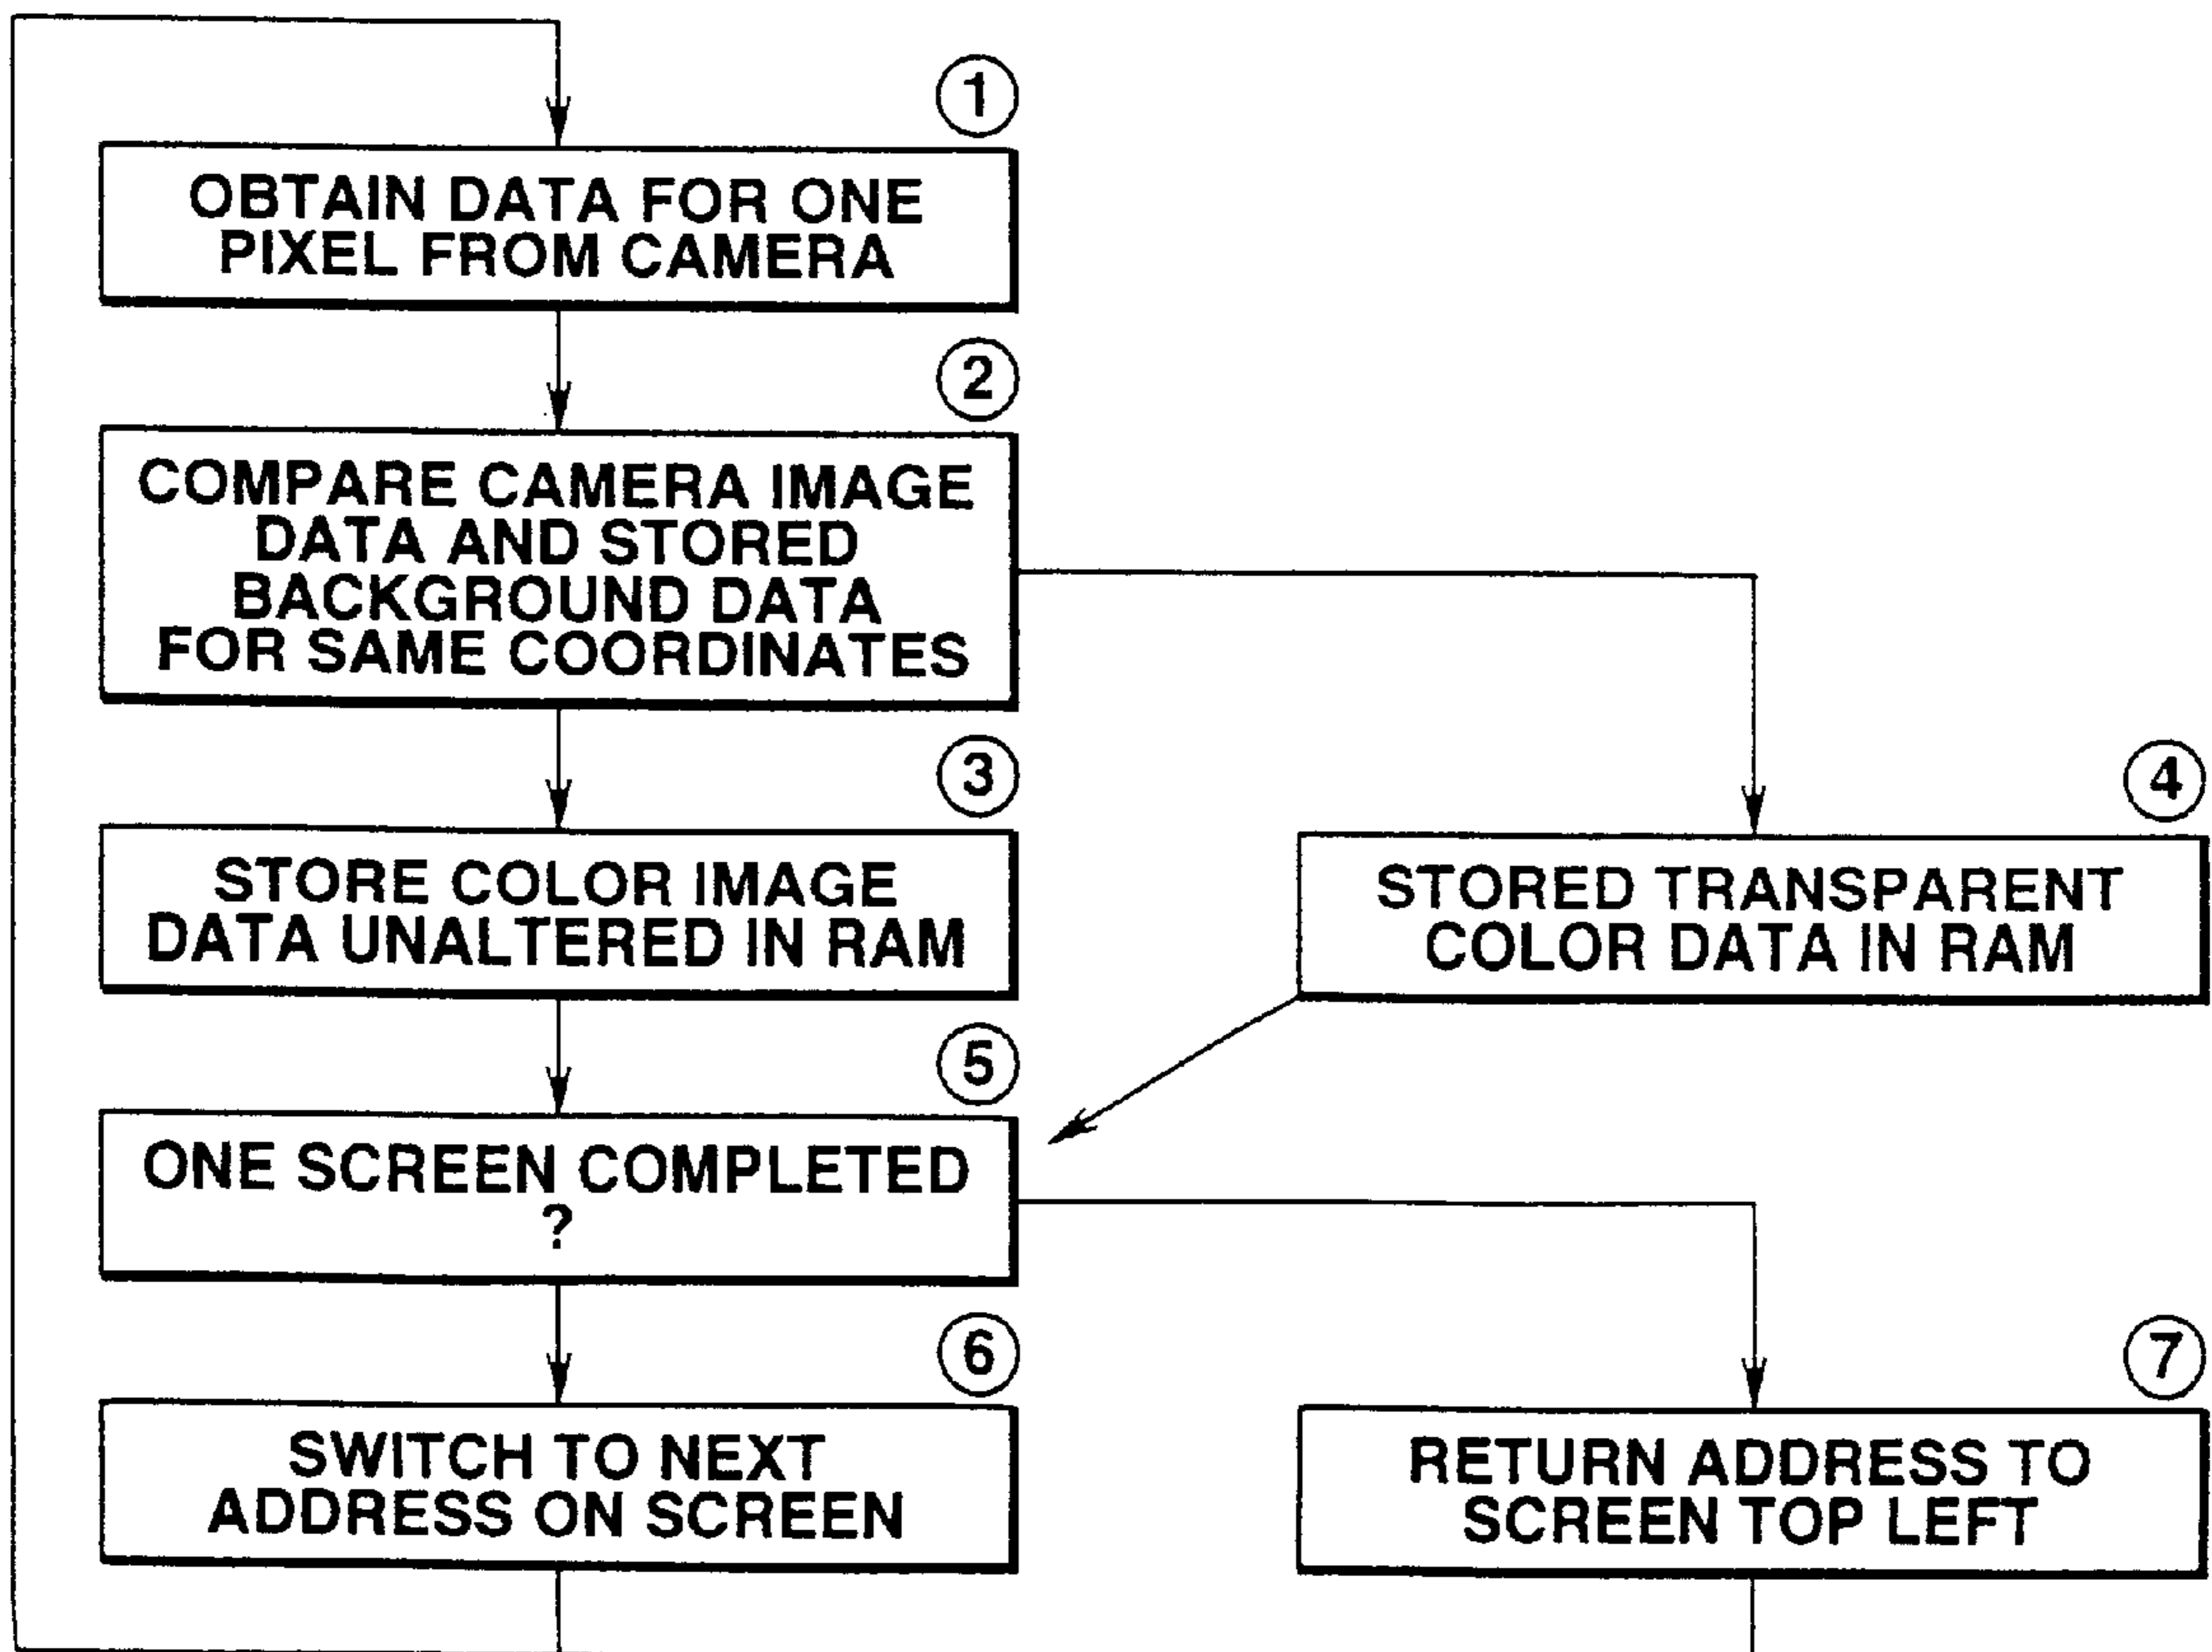 ①
OBTAIN DATA FOR ONE
PIXEL FROM CAMERA
②
COMPARE CAMERA IMAGE
DATA AND STORED
BACKGROUND DATA
FOR SAME COORDINATES
③
STORE COLOR IMAGE
DATA UNALTERED IN RAM
④
STORED TRANSPARENT
COLOR DATA IN RAM
⑤
ONE SCREEN COMPLETED
?
⑥
SWITCH TO NEXT
ADDRESS ON SCREEN
⑦
RETURN ADDRESS TO
SCREEN TOP LEFT